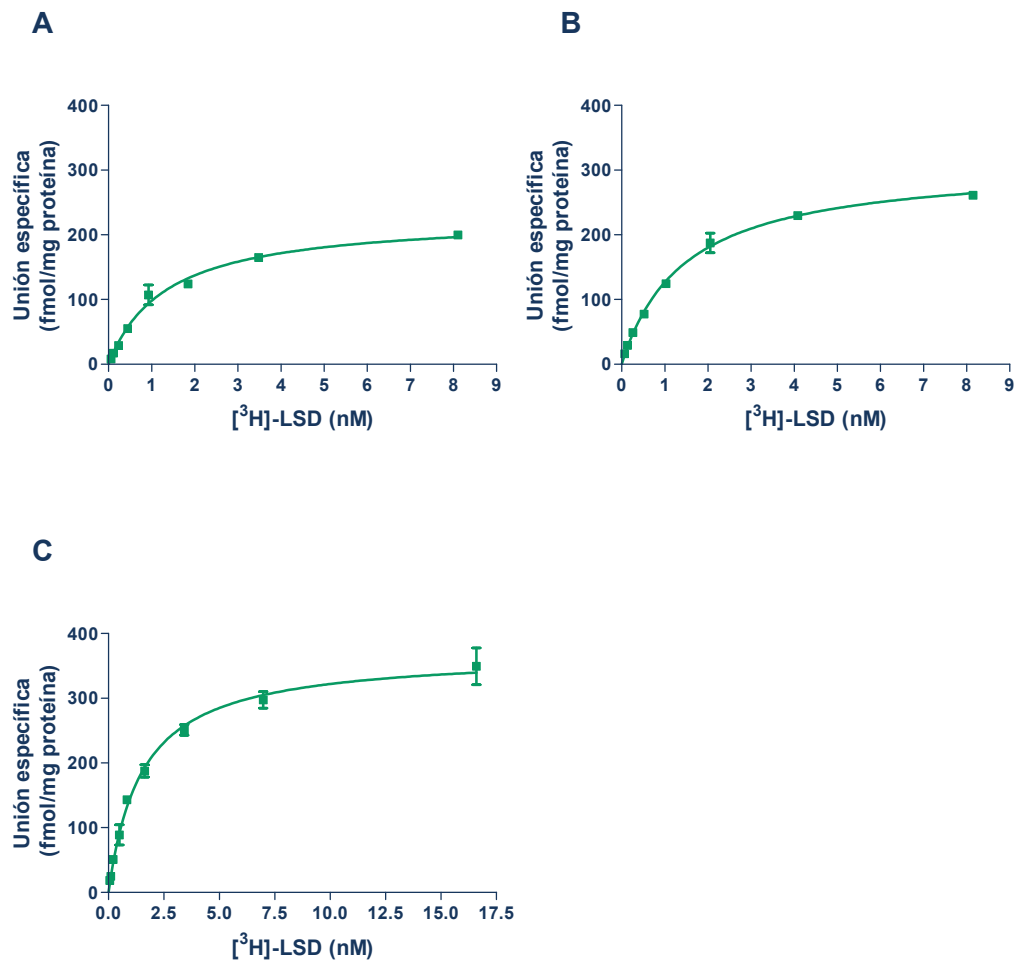 A
Unión específica
(fmol/mg proteína)
400
300
200
100
0
0 1 2 3 4 5 6 7 8 9
[³H]-LSD (nM)
B
Unión específica
(fmol/mg proteína)
400
300
200
100
0
0 1 2 3 4 5 6 7 8 9
[³H]-LSD (nM)
C
Unión específica
(fmol/mg proteína)
400
300
200
100
0
0.0 2.5 5.0 7.5 10.0 12.5 15.0 17.5
[³H]-LSD (nM)